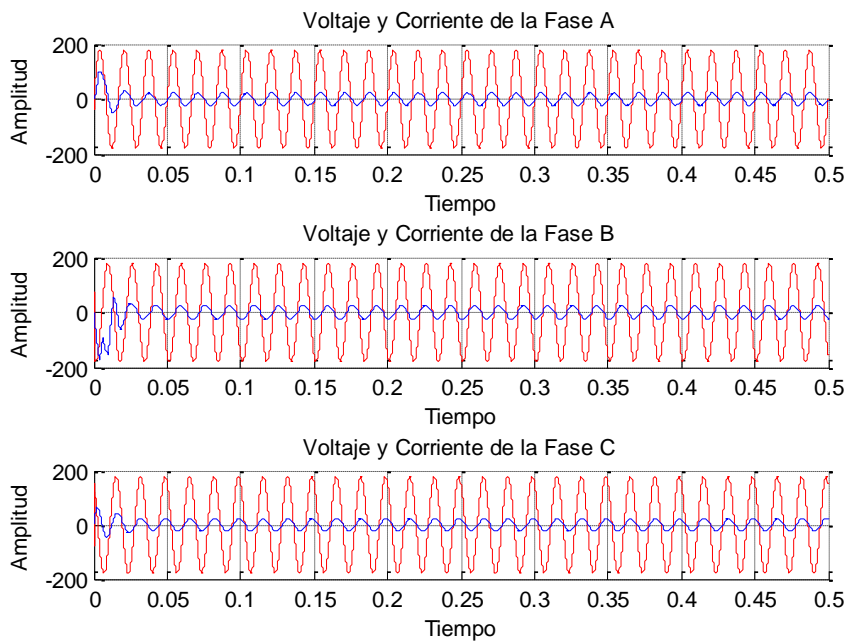 Voltaje y Corriente de la Fase A
200
0
-200
Amplitud
0 0.05 0.1 0.15 0.2 0.25 0.3 0.35 0.4 0.45 0.5
Tiempo
Voltaje y Corriente de la Fase B
200
0
-200
Amplitud
0 0.05 0.1 0.15 0.2 0.25 0.3 0.35 0.4 0.45 0.5
Tiempo
Voltaje y Corriente de la Fase C
200
0
-200
Amplitud
0 0.05 0.1 0.15 0.2 0.25 0.3 0.35 0.4 0.45 0.5
Tiempo